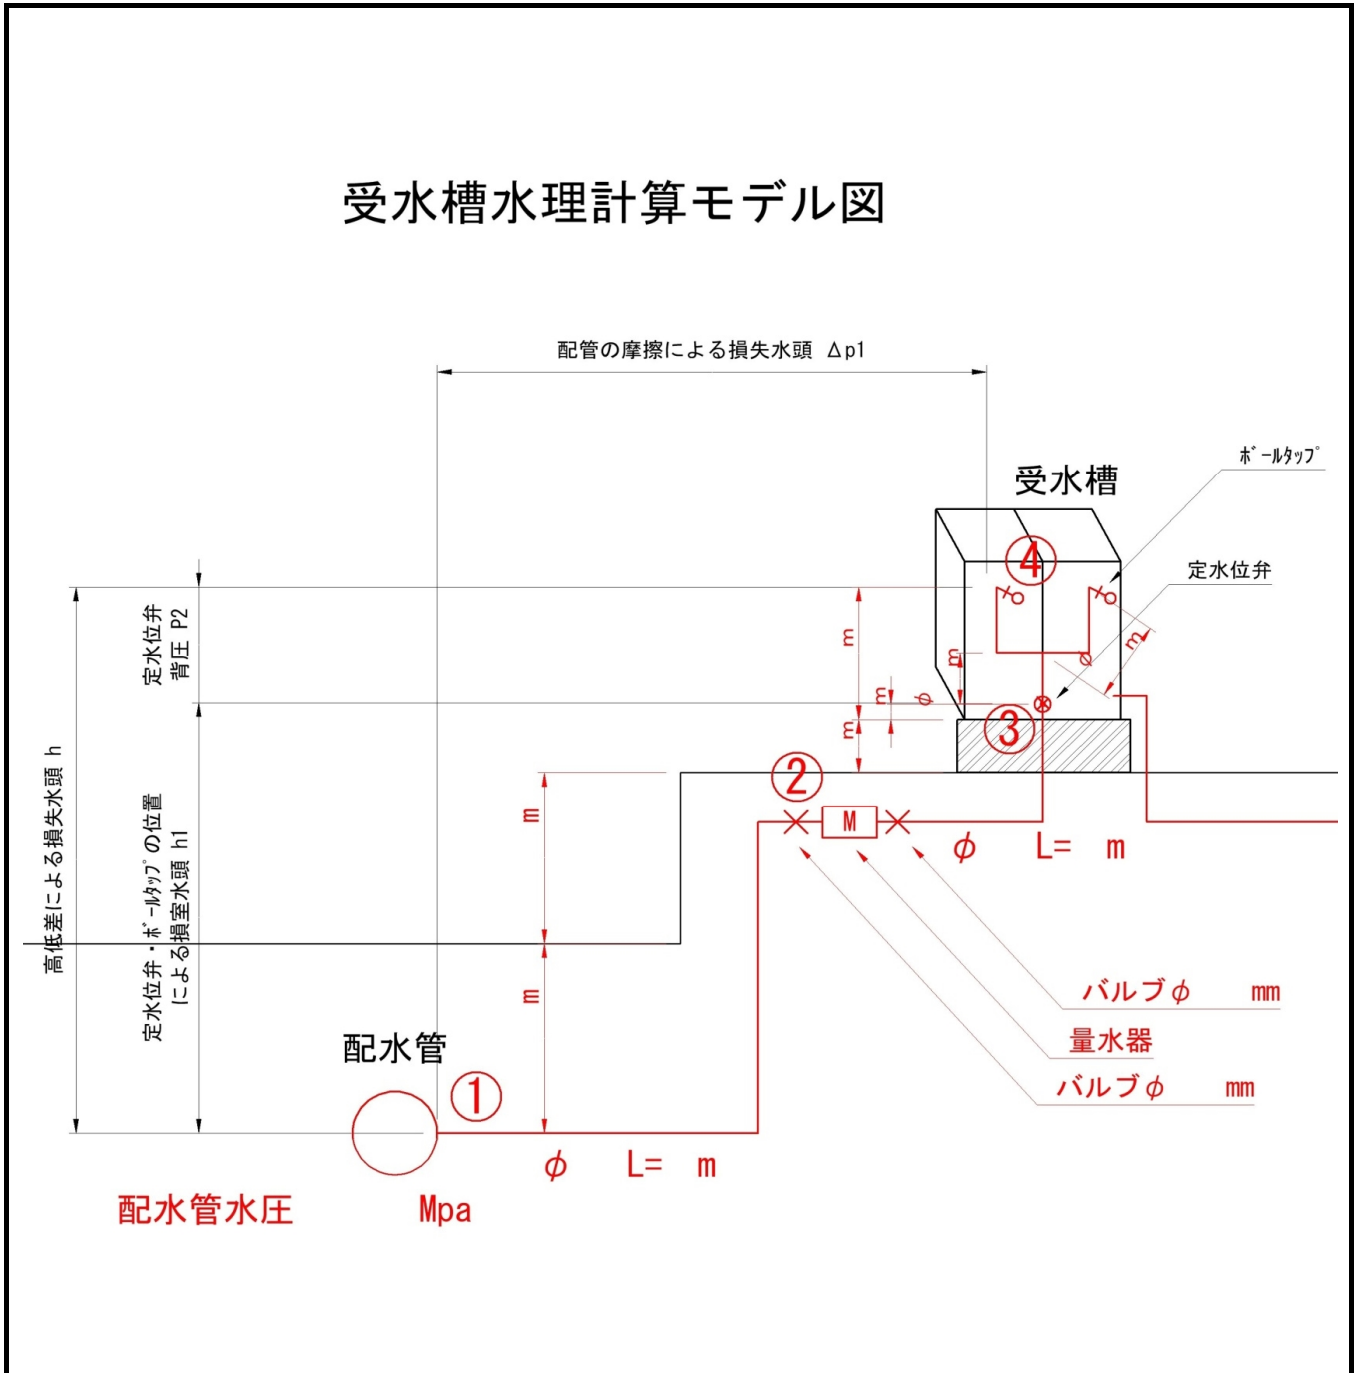 受水槽水理計算モデル図
配管の摩擦による損失水頭 Δp1
ﾎﾞｰﾙﾀｯﾌﾟ
受水槽
④
定水位弁
定水位弁
背圧 P2
m
m
m
φ
φ
m
③
m
②
高低差による損失水頭 h
定水位弁・ﾎﾞｰﾙﾀｯﾌﾟの位置
による損室水頭 h1
m
M
φ L= m
m
バルブφ mm
量水器
バルブφ mm
配水管
①
φ L= m
配水管水圧 Mpa